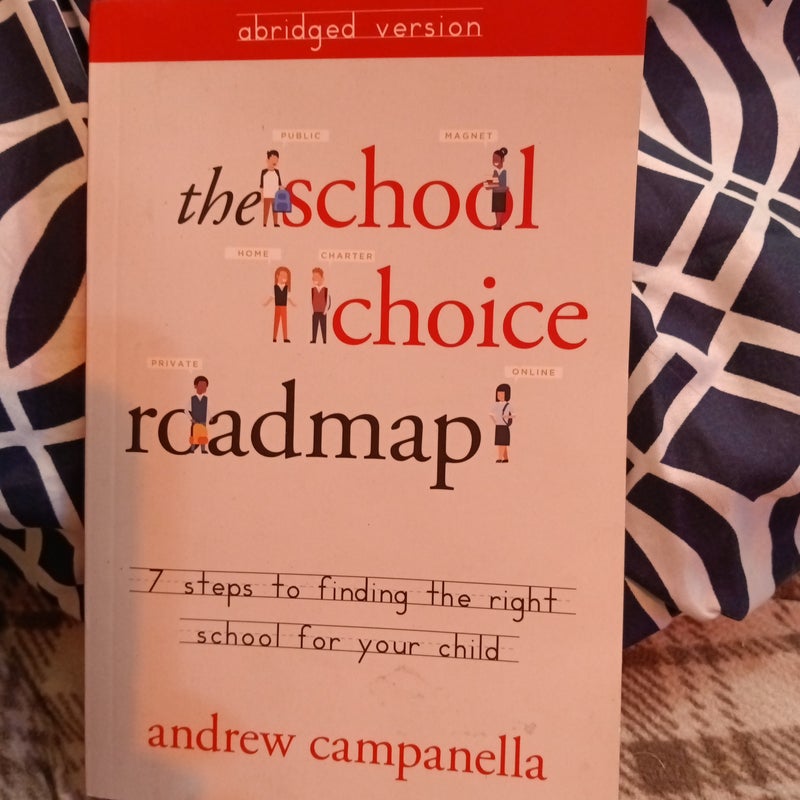 abridged version
PUBLIC MAGNET
the school
HOME CHARTER
choice
PRIVATE ONLINE
roadmap
7 steps to finding the right
school for your child
andrew campanella